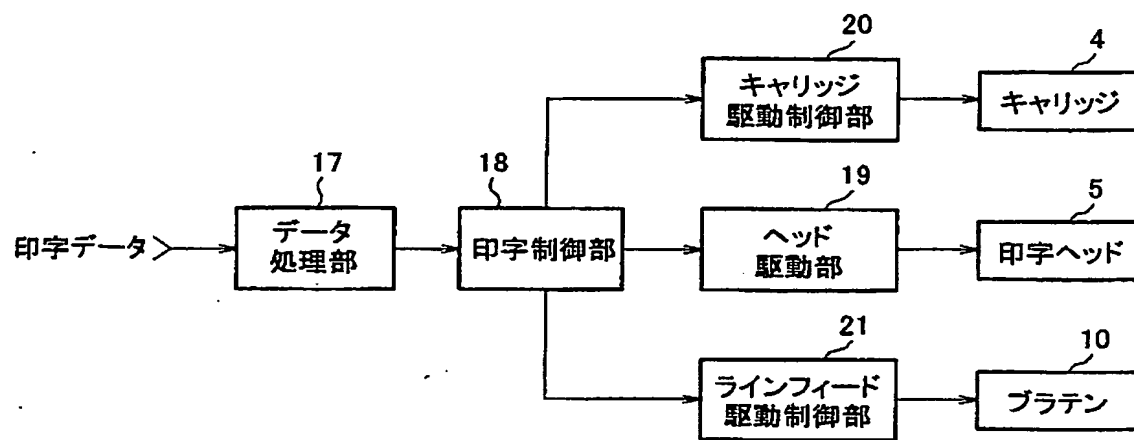 20
キャリッジ
駆動制御部
4
キャリッジ
印字データ
17
データ
処理部
18
印字制御部
19
ヘッド
駆動部
5
印字ヘッド
21
ラインフィード
駆動制御部
10
プラテン